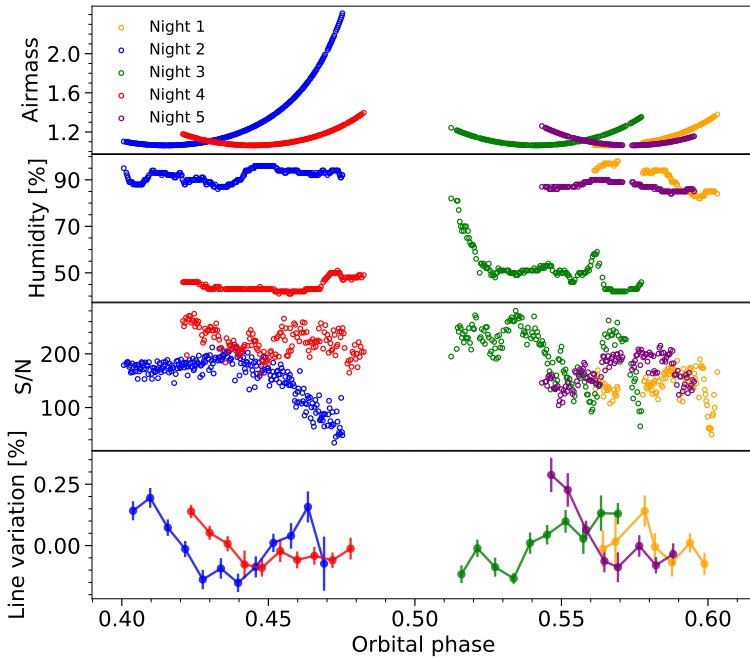 Airmass
2.0
1.6
1.2
Night 1
Night 2
Night 3
Night 4
Night 5
Humidity [%]
90
70
50
S/N
200
100
Line variation [%]
0.25
0.00
0.40
0.45
0.50
0.55
0.60
Orbital phase